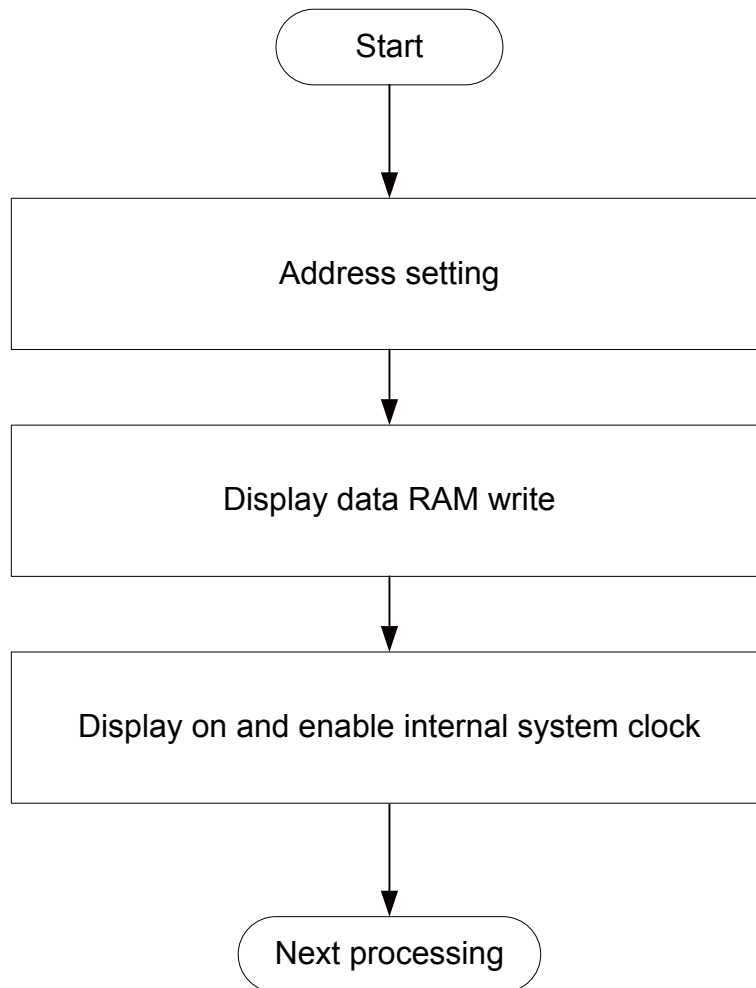 Start
Address setting
Display data RAM write
Display on and enable internal system clock
Next processing